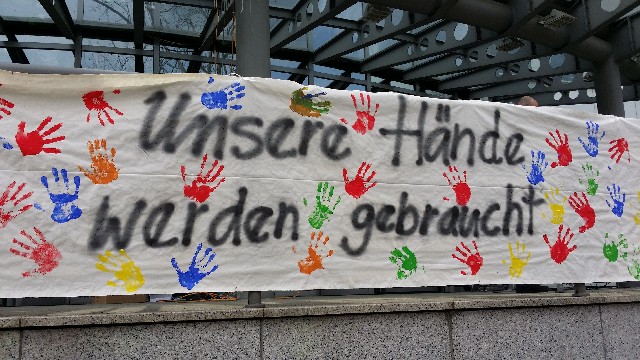 Unsere Hände
werden gebraucht